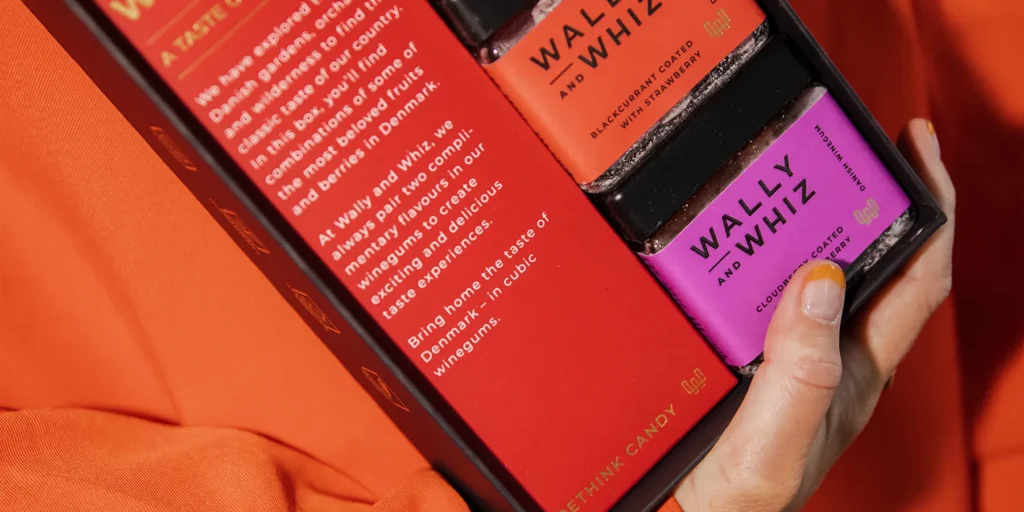 A TASTE O
We have explored
Danish gardens, orch
and wilderness to find th
classic taste of our country.
In this box, you'll find
combinations of some of
the most beloved fruits
and berries in Denmark.
At Wally and Whiz, we
always pair two compli-
mentary flavours in our
winegums to create
exciting and delicious
taste experiences.
Bring home the taste of
Denmark – in cubic
winegums.
ETHINK CANDY
WALLY
AND WHIZ
BLACKCURRANT COATED
WITH STRAWBERRY
WALLY
AND WHIZ
DANISH WINEGUM
CLOUDBERRY COATED
BERRY